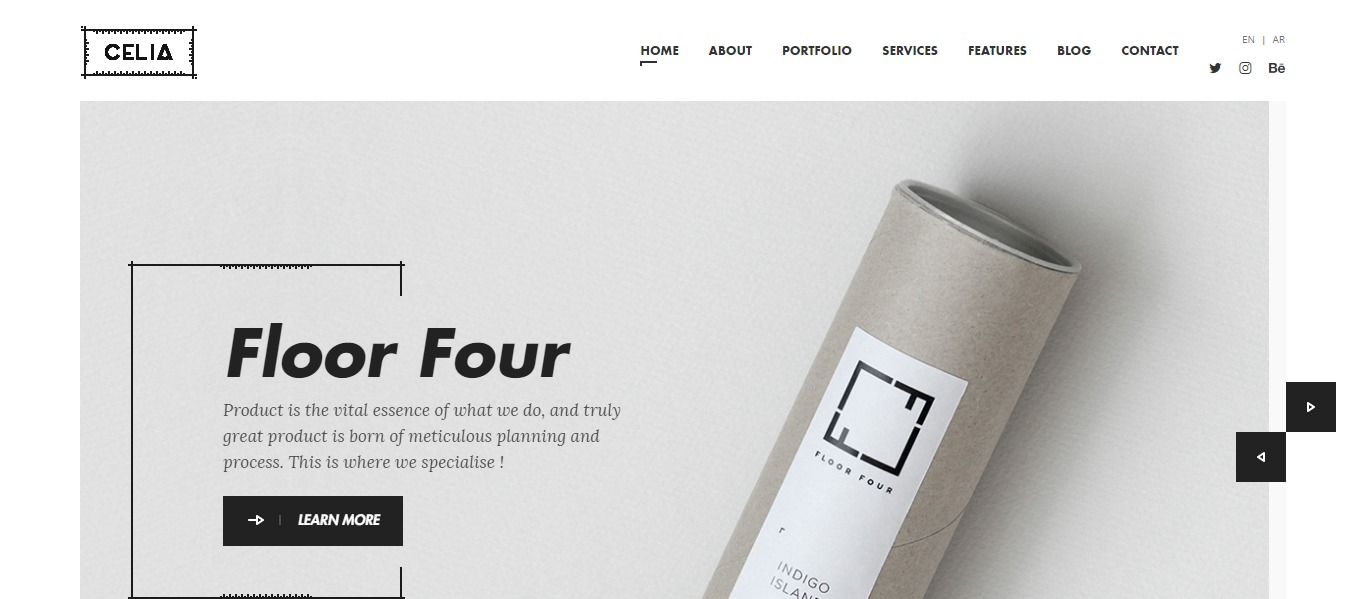 CELIA
HOME ABOUT PORTFOLIO SERVICES FEATURES BLOG CONTACT
EN | AR
Bē
Floor Four
Product is the vital essence of what we do, and truly
great product is born of meticulous planning and
process. This is where we specialise !
LEARN MORE
FLOOR FOUR
INDIGO